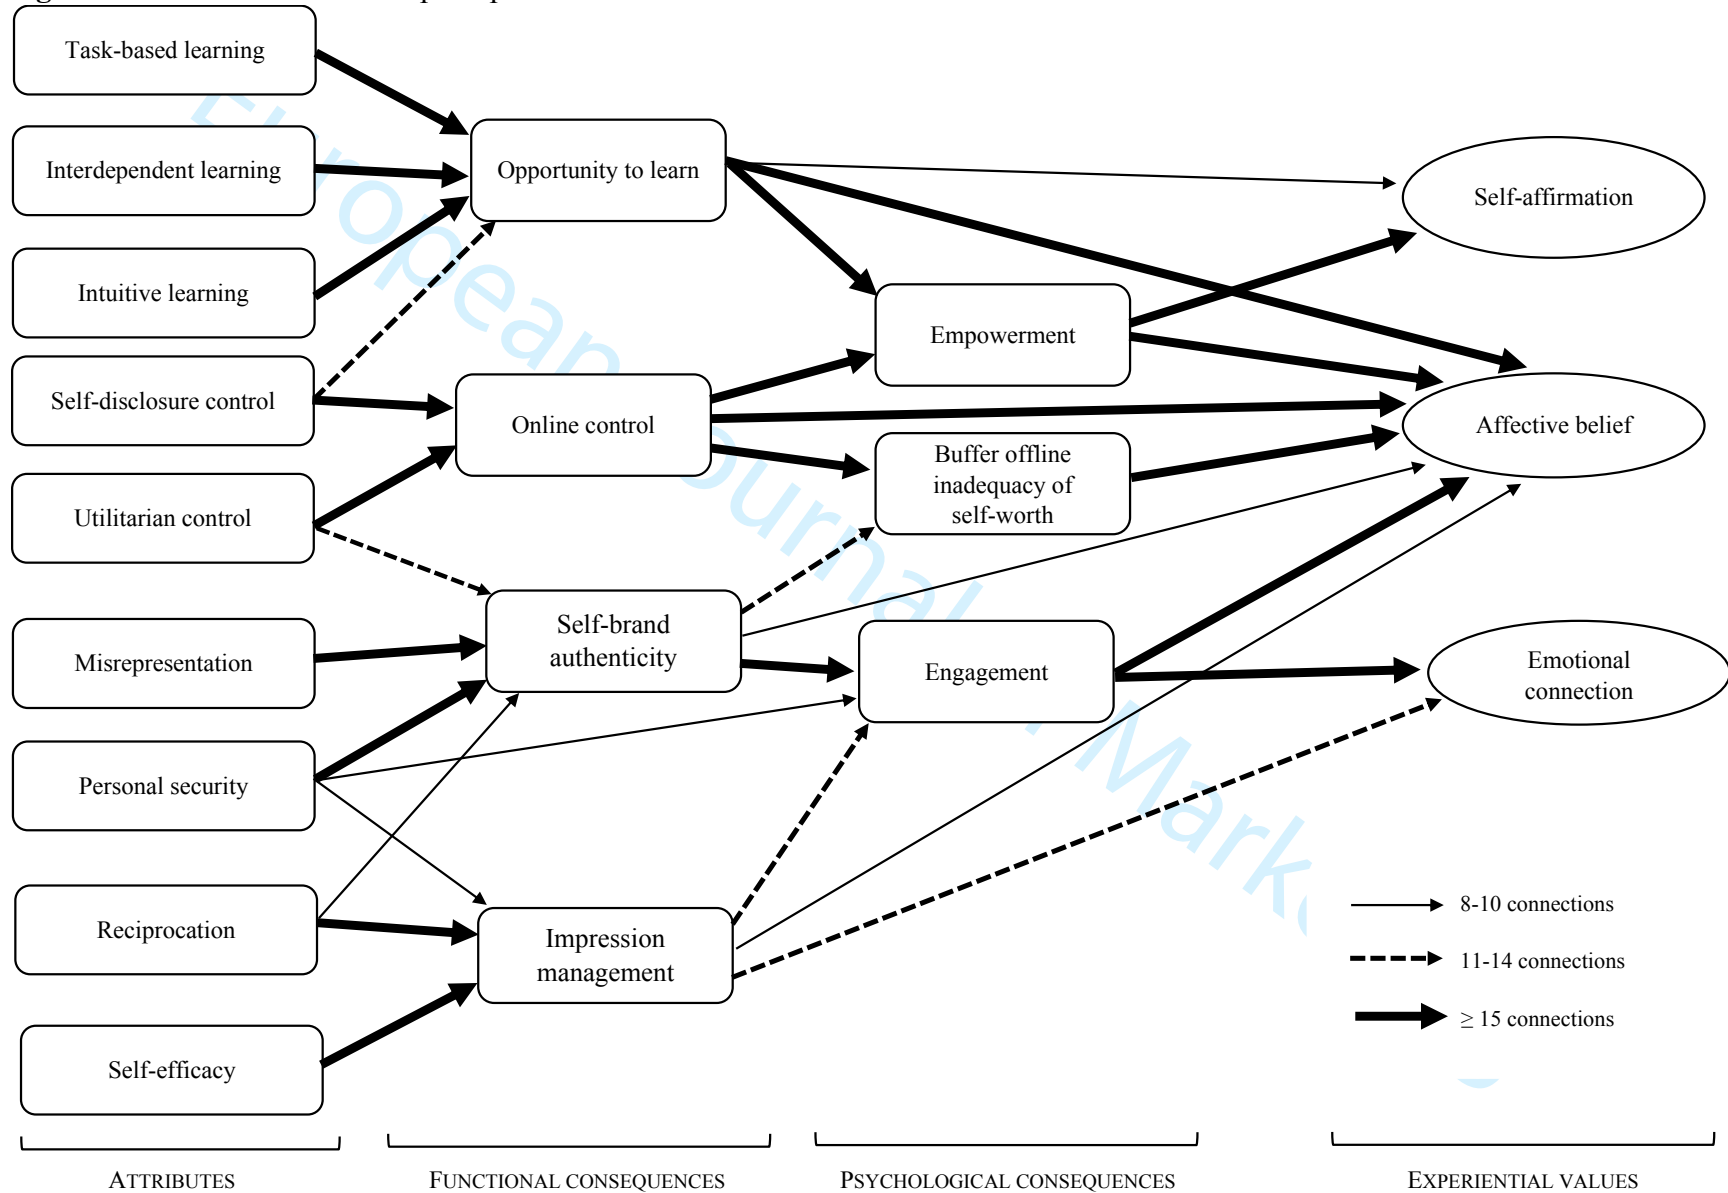 Task-based learning
Interdependent learning
Opportunity to learn
Self-affirmation
Intuitive learning
Empowerment
Self-disclosure control
Online control
Affective belief
Buffer offline
inadequacy of
self-worth
Utilitarian control
Self-brand
authenticity
Misrepresentation
Engagement
Emotional
connection
Personal security
Reciprocation
Impression
management
Self-efficacy
8-10 connections
11-14 connections
≥ 15 connections
ATTRIBUTES
FUNCTIONAL CONSEQUENCES
PSYCHOLOGICAL CONSEQUENCES
EXPERIENTIAL VALUES
European Journal